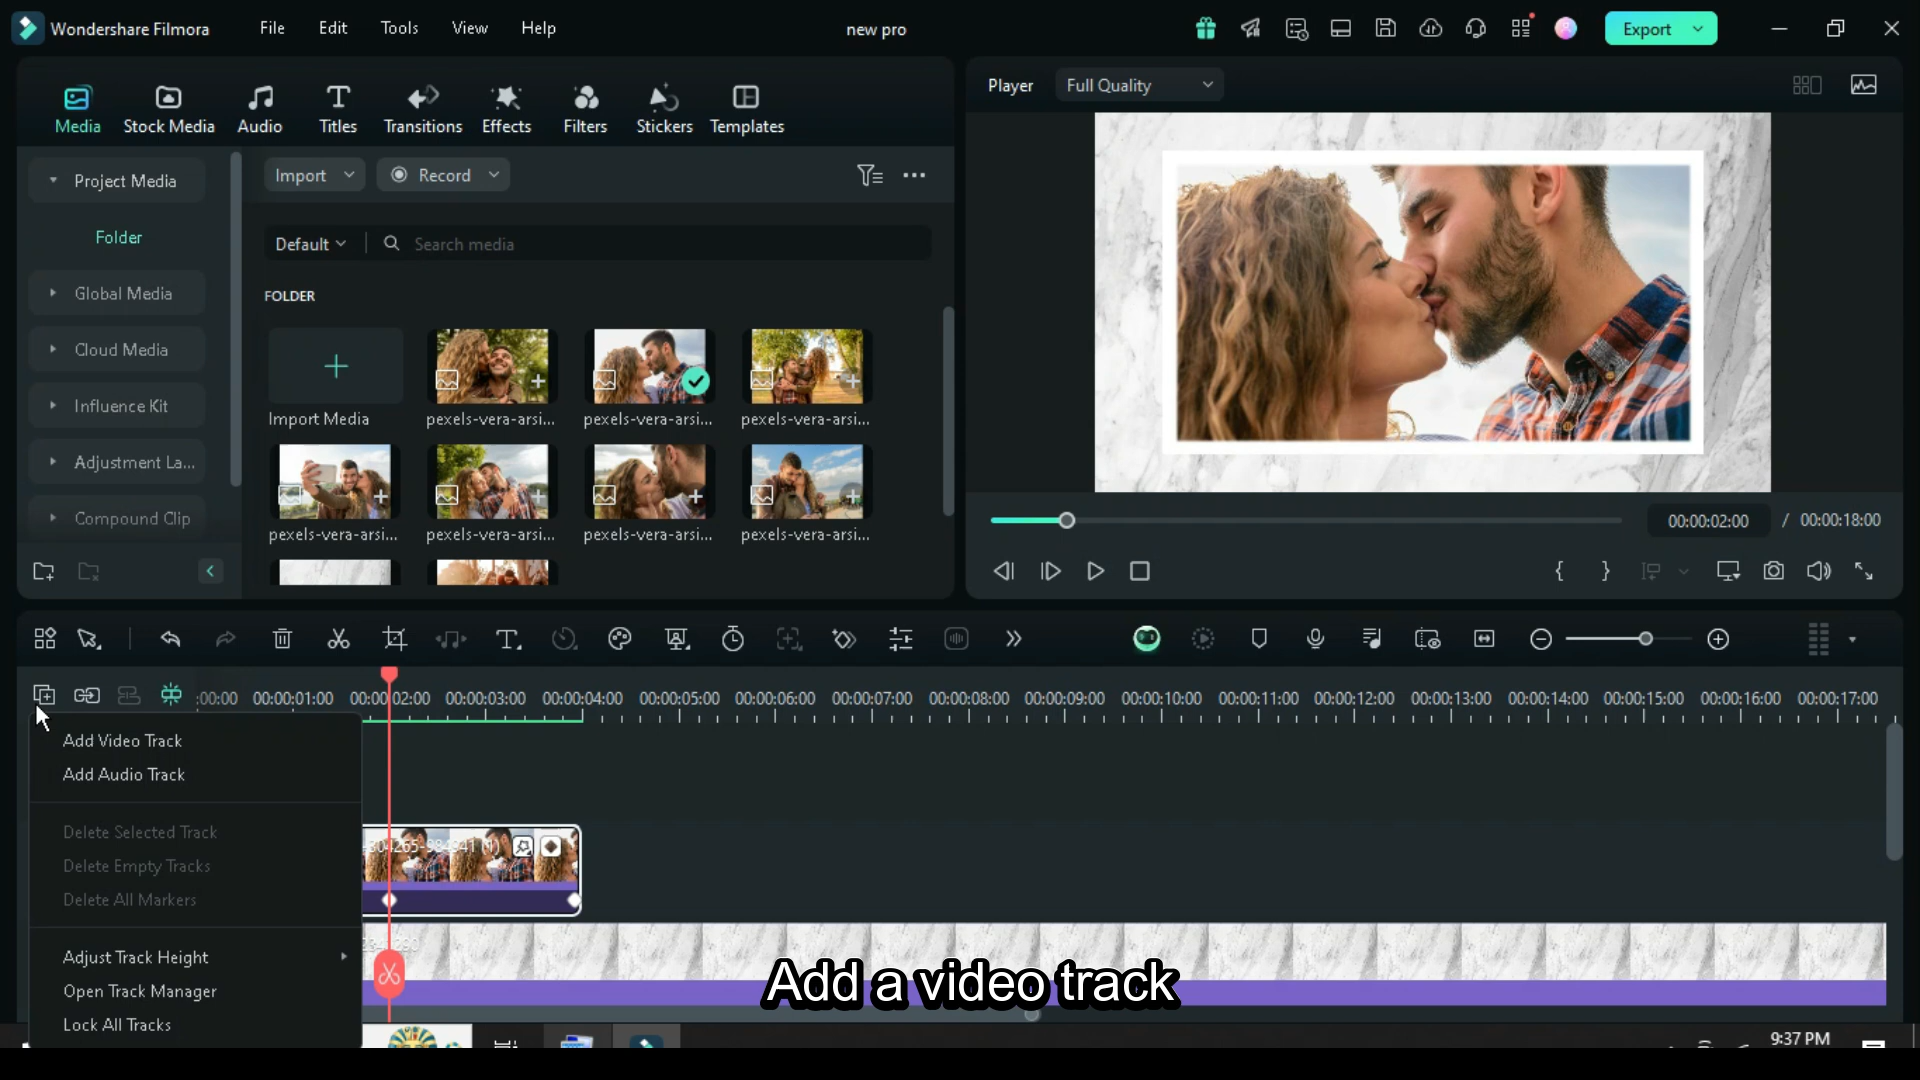 Wondershare Filmora
File Edit Tools View Help
new pro
Export
Media Stock Media Audio Titles Transitions Effects Filters Stickers Templates
Player Full Quality
Project Media
Folder
Global Media
Cloud Media
Influence Kit
Adjustment La...
Compound Clip
Import Record
Default Search media
FOLDER
Import Media pexels-vera-arsi... pexels-vera-arsi... pexels-vera-arsi...
pexels-vera-arsi... pexels-vera-arsi... pexels-vera-arsi... pexels-vera-arsi...
00:00:02:00 / 00:00:18:00
:00:00 00:00:01:00 00:00:02:00 00:00:03:00 00:00:04:00 00:00:05:00 00:00:06:00 00:00:07:00 00:00:08:00 00:00:09:00 00:00:10:00 00:00:11:00 00:00:12:00 00:00:13:00 00:00:14:00 00:00:15:00 00:00:16:00 00:00:17:00
Add Video Track
Add Audio Track
Delete Selected Track
Delete Empty Tracks
Delete All Markers
Adjust Track Height
Open Track Manager
Lock All Tracks
Add a video track
9:37 PM